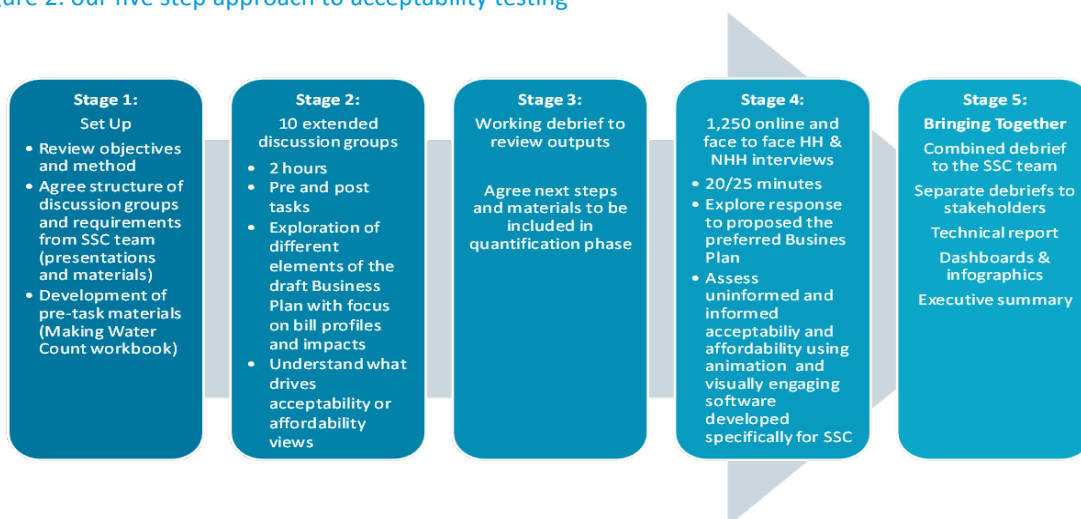 gure 2: our five step approach to acceptability testing
Stage 1:
Set Up
• Review objectives
and method
• Agree structure of
discussion groups
and requirements
from SSC team
(presentations
and materials)
• Development of
pre-task materials
(Making Water
Count workbook)
Stage 2:
10 extended
discussion groups
• 2 hours
• Pre and post
tasks
• Exploration of
different
elements of the
draft Business
Plan with focus
on bill profiles
and impacts
• Understand what
drives
acceptability or
affordability
views
Stage 3:
Working debrief to
review outputs
Agree next steps
and materials to be
included in
quantification phase
Stage 4:
1,250 online and
face to face HH &
NHH interviews
• 20/25 minutes
• Explore response
to proposed the
preferred Busines
Plan
• Assess
uninformed and
informed
acceptabiliy and
affordability using
animation and
visually engaging
software
developed
specifically for SSC
Stage 5:
Bringing Together
Combined debrief
to the SSC team
Separate debriefs to
stakeholders
Technical report
Dashboards &
infographics
Executive summary